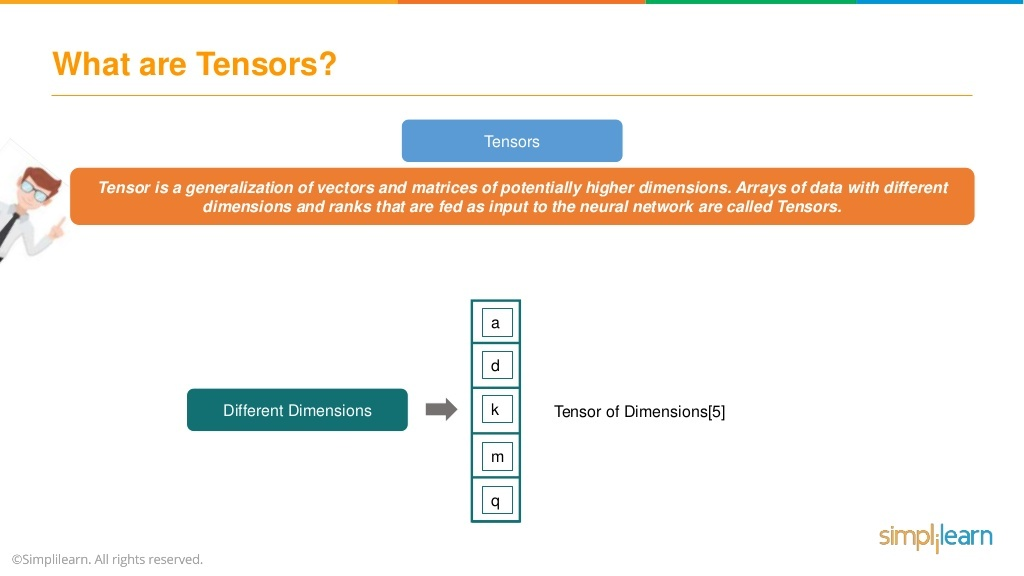 What are Tensors?
Tensors
Tensor is a generalization of vectors and matrices of potentially higher dimensions. Arrays of data with different
dimensions and ranks that are fed as input to the neural network are called Tensors.
a
d
Different Dimensions
k
Tensor of Dimensions[5]
m
q
simplilearn
©Simplilearn. All rights reserved.